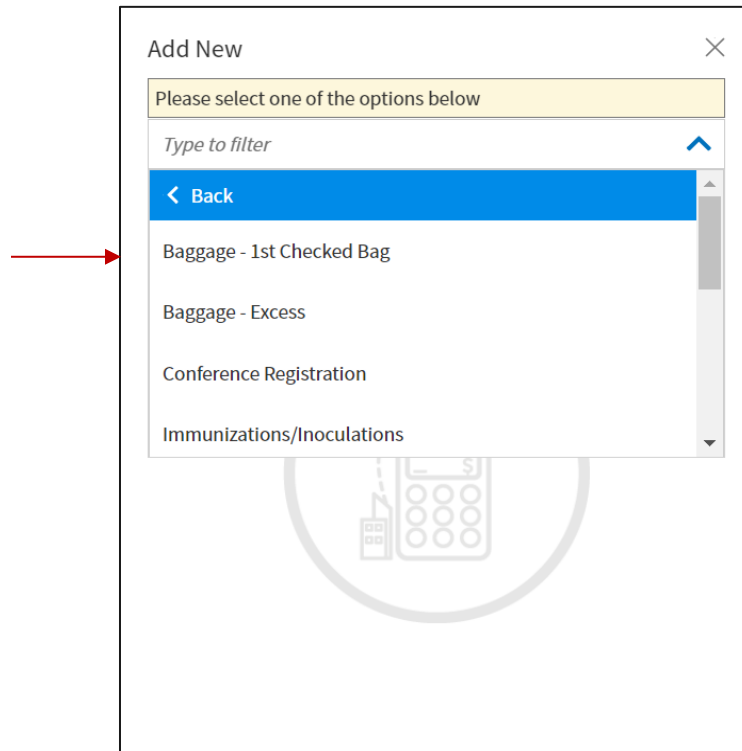 Add New
Please select one of the options below
Type to filter
Back
Baggage - 1st Checked Bag
Baggage - Excess
Conference Registration
Immunizations/Inoculations
$